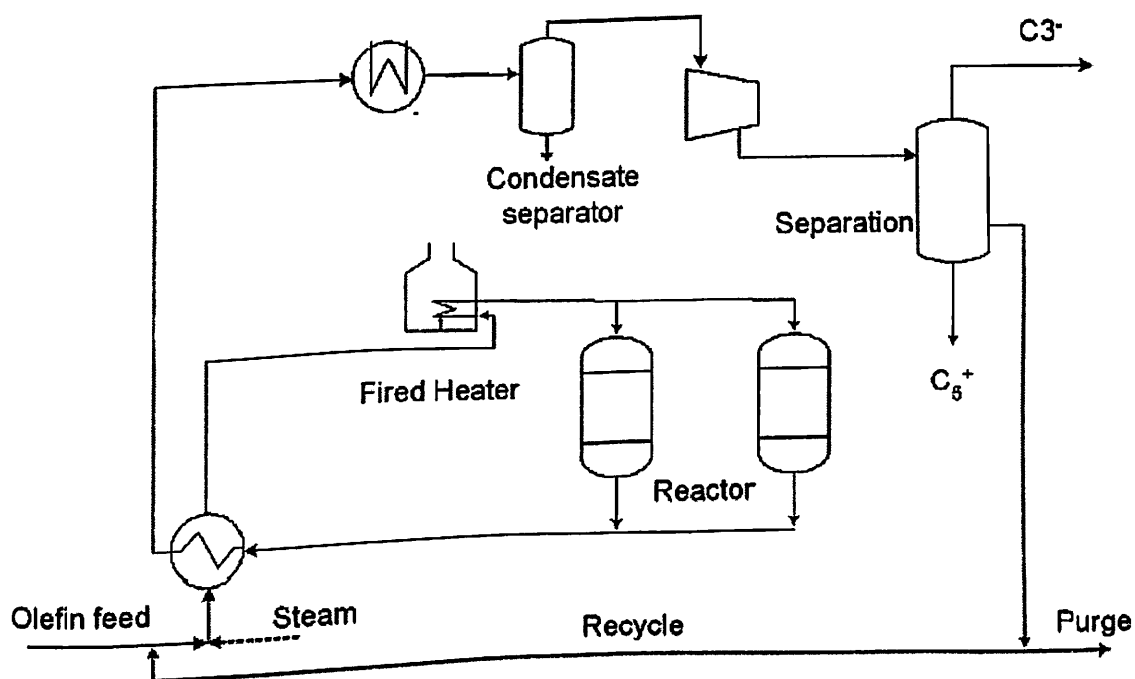 C3-
Condensate
separator
Separation
Fired Heater
C5+
Reactor
Olefin feed
Steam
Recycle
Purge